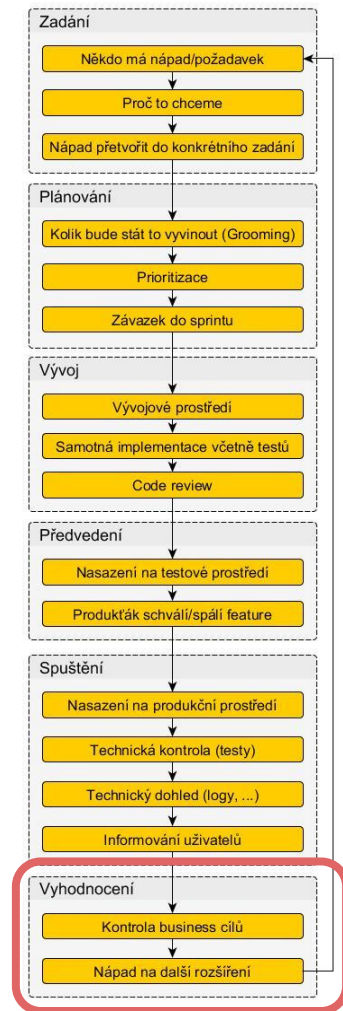 Zadání
Někdo má nápad/požadavek
Proč to chceme
Nápad přetvořit do konkrétního zadání
Plánování
Kolik bude stát to vyvinout (Grooming)
Prioritizace
Závazek do sprintu
Vývoj
Vývojové prostředí
Samotná implementace včetně testů
Code review
Předvedení
Nasazení na testové prostředí
Produkťák schválí/spálí feature
Spuštění
Nasazení na produkční prostředí
Technická kontrola (testy)
Technický dohled (logy, ...)
Informování uživatelů
Vyhodnocení
Kontrola business cílů
Nápad na další rozšíření